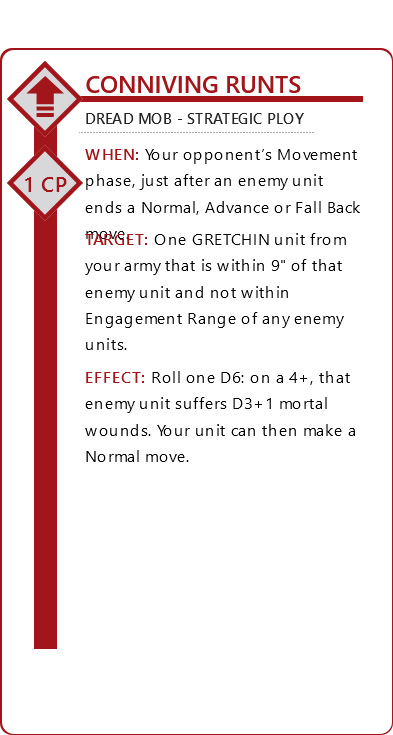 CONNIVING RUNTS
DREAD MOB - STRATEGIC PLOY
WHEN: Your opponent's Movement
phase, just after an enemy unit
ends a Normal, Advance or Fall Back
move.
TARGET: One GRETCHIN unit from
your army that is within 9" of that
enemy unit and not within
Engagement Range of any enemy
units.
1 CP
EFFECT: Roll one D6: on a 4+, that
enemy unit suffers D3+1 mortal
wounds. Your unit can then make a
Normal move.